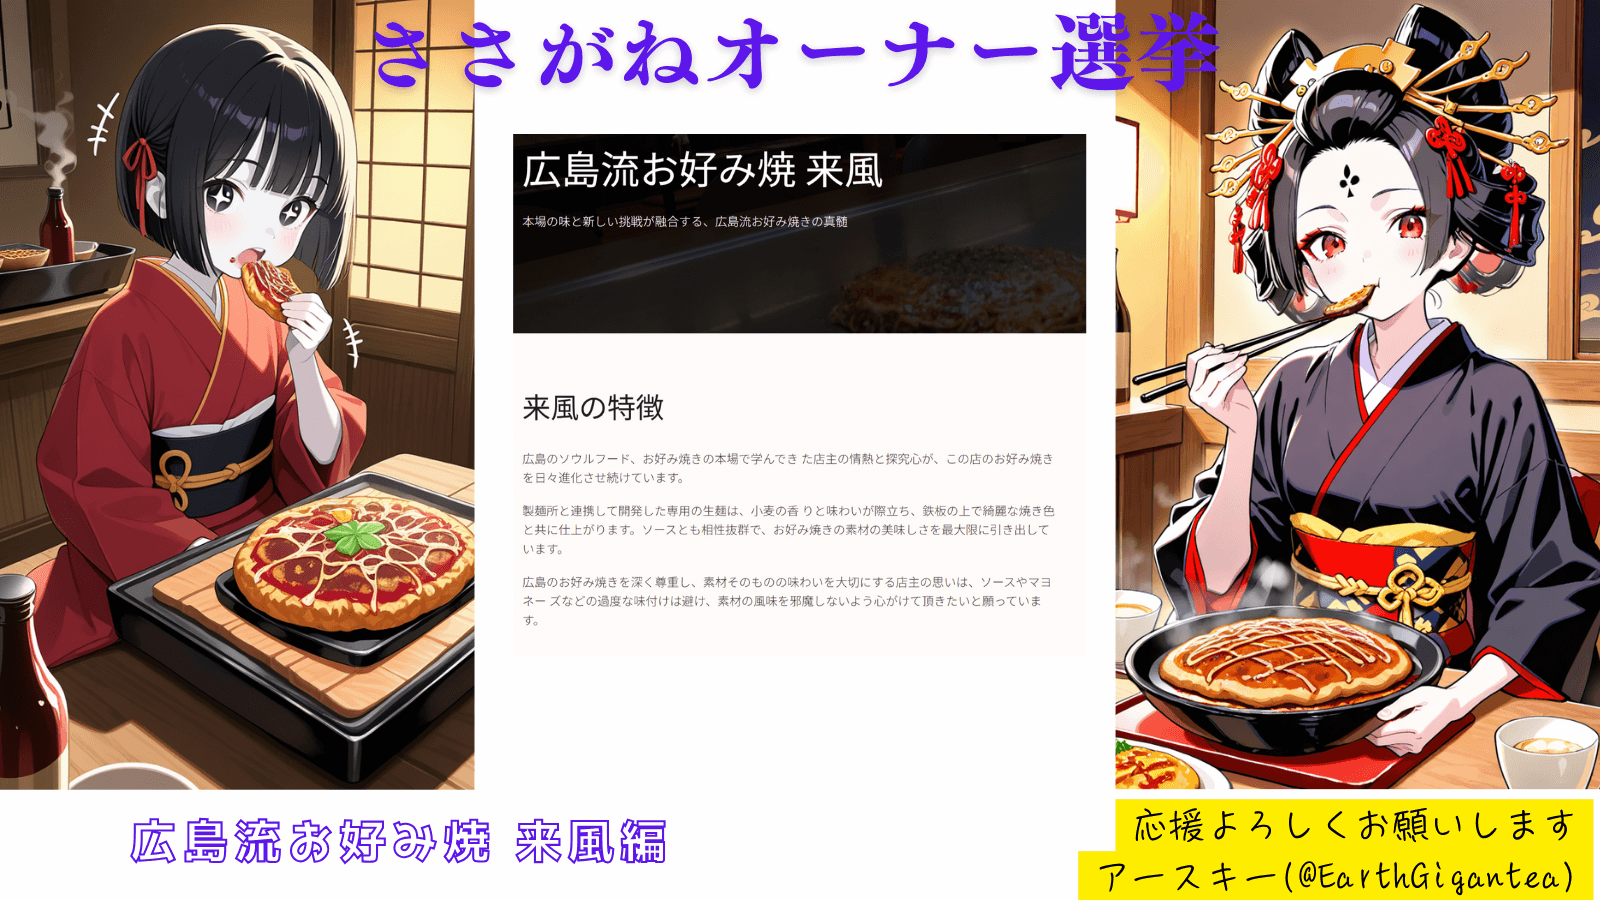 ささがねオーナー選挙
広島流お好み焼 来風
本場の味と新しい挑戦が融合する、広島流お好み焼きの真髄
来風の特徴
広島のソウルフード、お好み焼きの本場で学んでき た店主の情熱と探究心が、この店のお好み焼き
を日々進化させ続けています。
製麺所と連携して開発した専用の生麺は、小麦の香 りと味わいが際立ち、鉄板の上で綺麗な焼き色
と共に仕上がります。ソースとも相性抜群で、お好み焼きの素材の美味しさを最大限に引き出して
います。
広島のお好み焼きを深く尊重し、素材そのものの味わいを大切にする店主の思いは、ソースやマヨ
ネー ズなどの過度な味付けは避け、素材の風味を邪魔しないよう心がけて頂きたいと願っていま
す。
広島流お好み焼 来風編
応援よろしくお願いします
アースキー(@EarthGigantea)